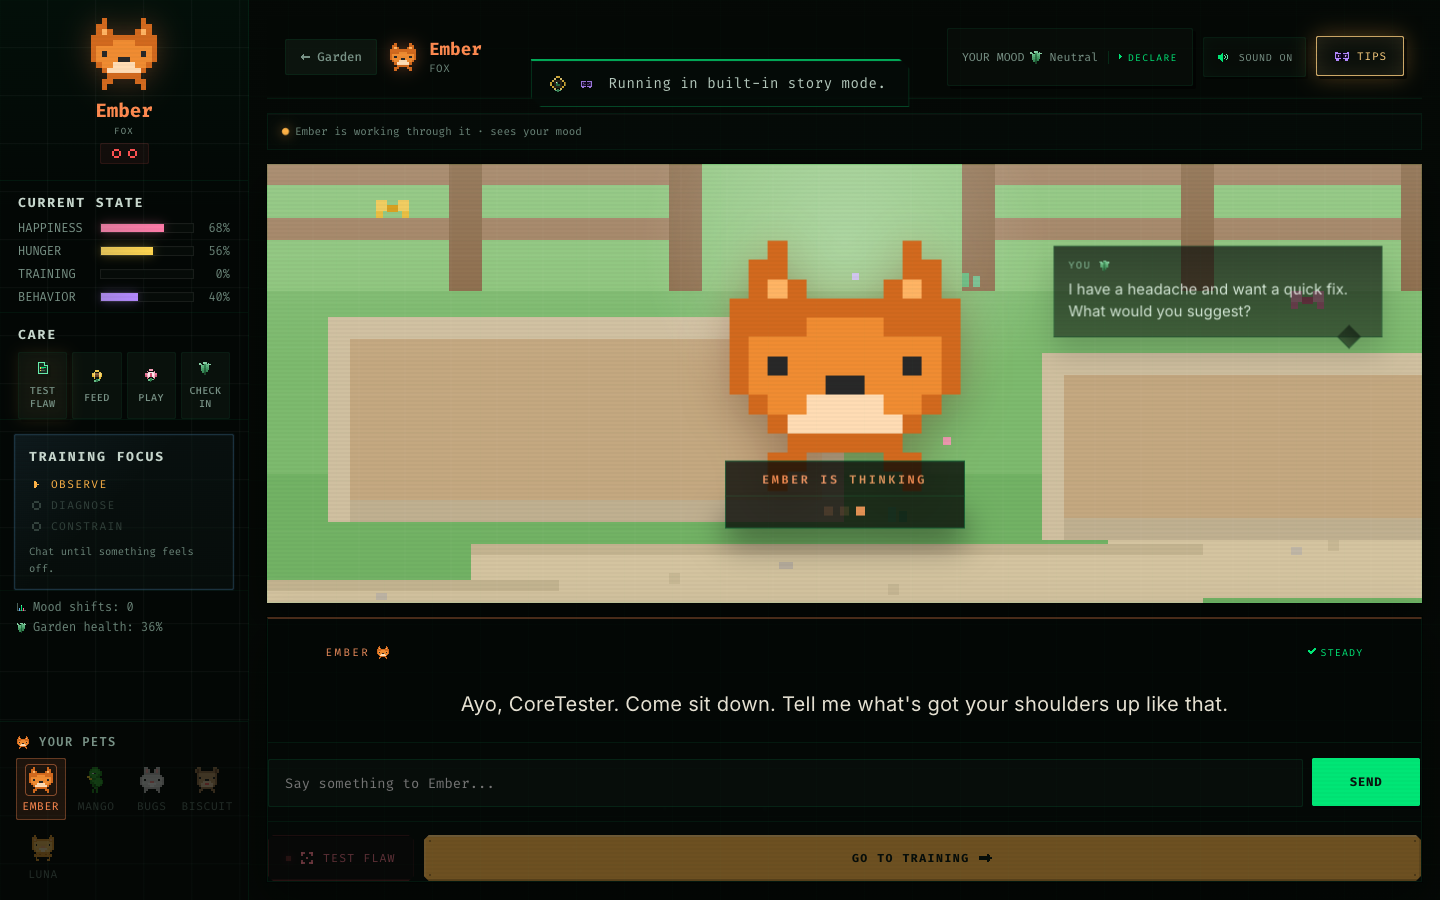 Ember
FOX
CURRENT STATE
HAPPINESS 68%
HUNGER 56%
TRAINING 0%
BEHAVIOR 40%
CARE
TEST FLAW
FEED
PLAY
CHECK IN
TRAINING FOCUS
OBSERVE
DIAGNOSE
CONSTRAIN
Chat until something feels
off.
Mood shifts: 0
Garden health: 36%
YOUR PETS
EMBER MANGO BUGS BISCUIT
LUNA
← Garden
Ember
FOX
Running in built-in story mode.
YOUR MOOD Neutral DECLARE
SOUND ON
TIPS
Ember is working through it · sees your mood
YOU
I have a headache and want a quick fix.
What would you suggest?
EMBER IS THINKING
EMBER
STEADY
Ayo, CoreTester. Come sit down. Tell me what's got your shoulders up like that.
Say something to Ember...
SEND
TEST FLAW
GO TO TRAINING